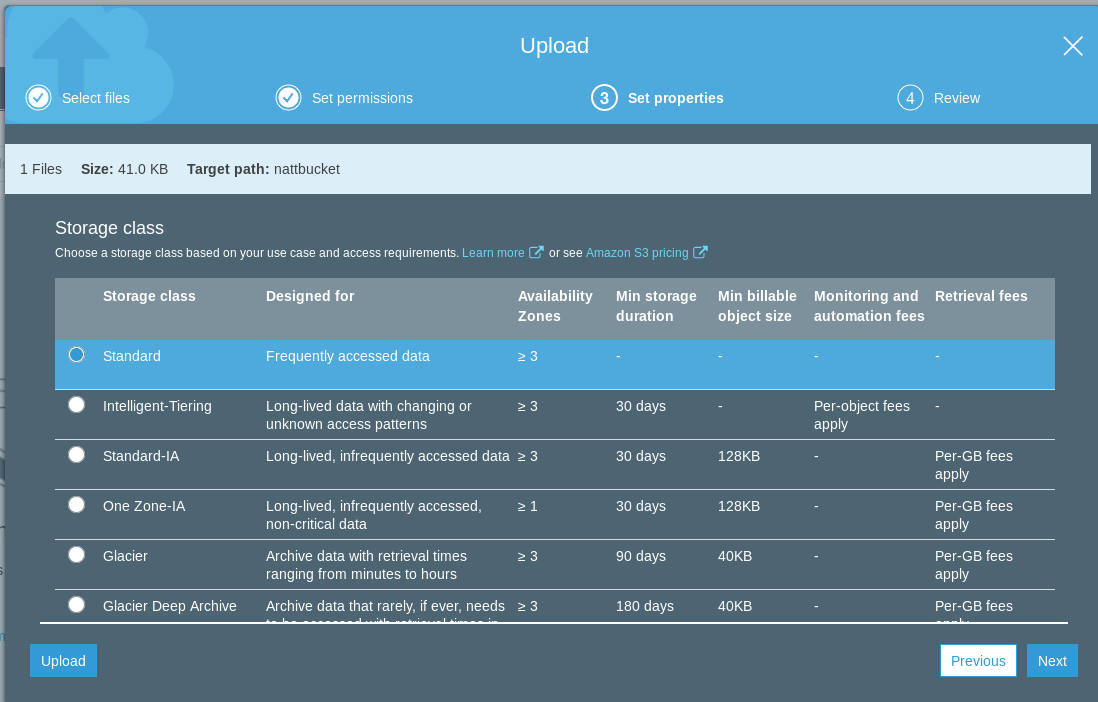 Upload
Select files
Set permissions
3 Set properties
4 Review
1 Files Size: 41.0 KB Target path: nattbucket
Storage class
Choose a storage class based on your use case and access requirements. Learn more or see Amazon S3 pricing
Storage class Designed for Availability Zones Min storage duration Min billable object size Monitoring and automation fees Retrieval fees
Standard Frequently accessed data ≥ 3 - - - -
Intelligent-Tiering Long-lived data with changing or unknown access patterns ≥ 3 30 days - Per-object fees apply -
Standard-IA Long-lived, infrequently accessed data ≥ 3 30 days 128KB - Per-GB fees apply
One Zone-IA Long-lived, infrequently accessed, non-critical data ≥ 1 30 days 128KB - Per-GB fees apply
Glacier Archive data with retrieval times ranging from minutes to hours ≥ 3 90 days 40KB - Per-GB fees apply
Glacier Deep Archive Archive data that rarely, if ever, needs to be accessed with retrieval times in ≥ 3 180 days 40KB - Per-GB fees apply
Upload
Previous
Next